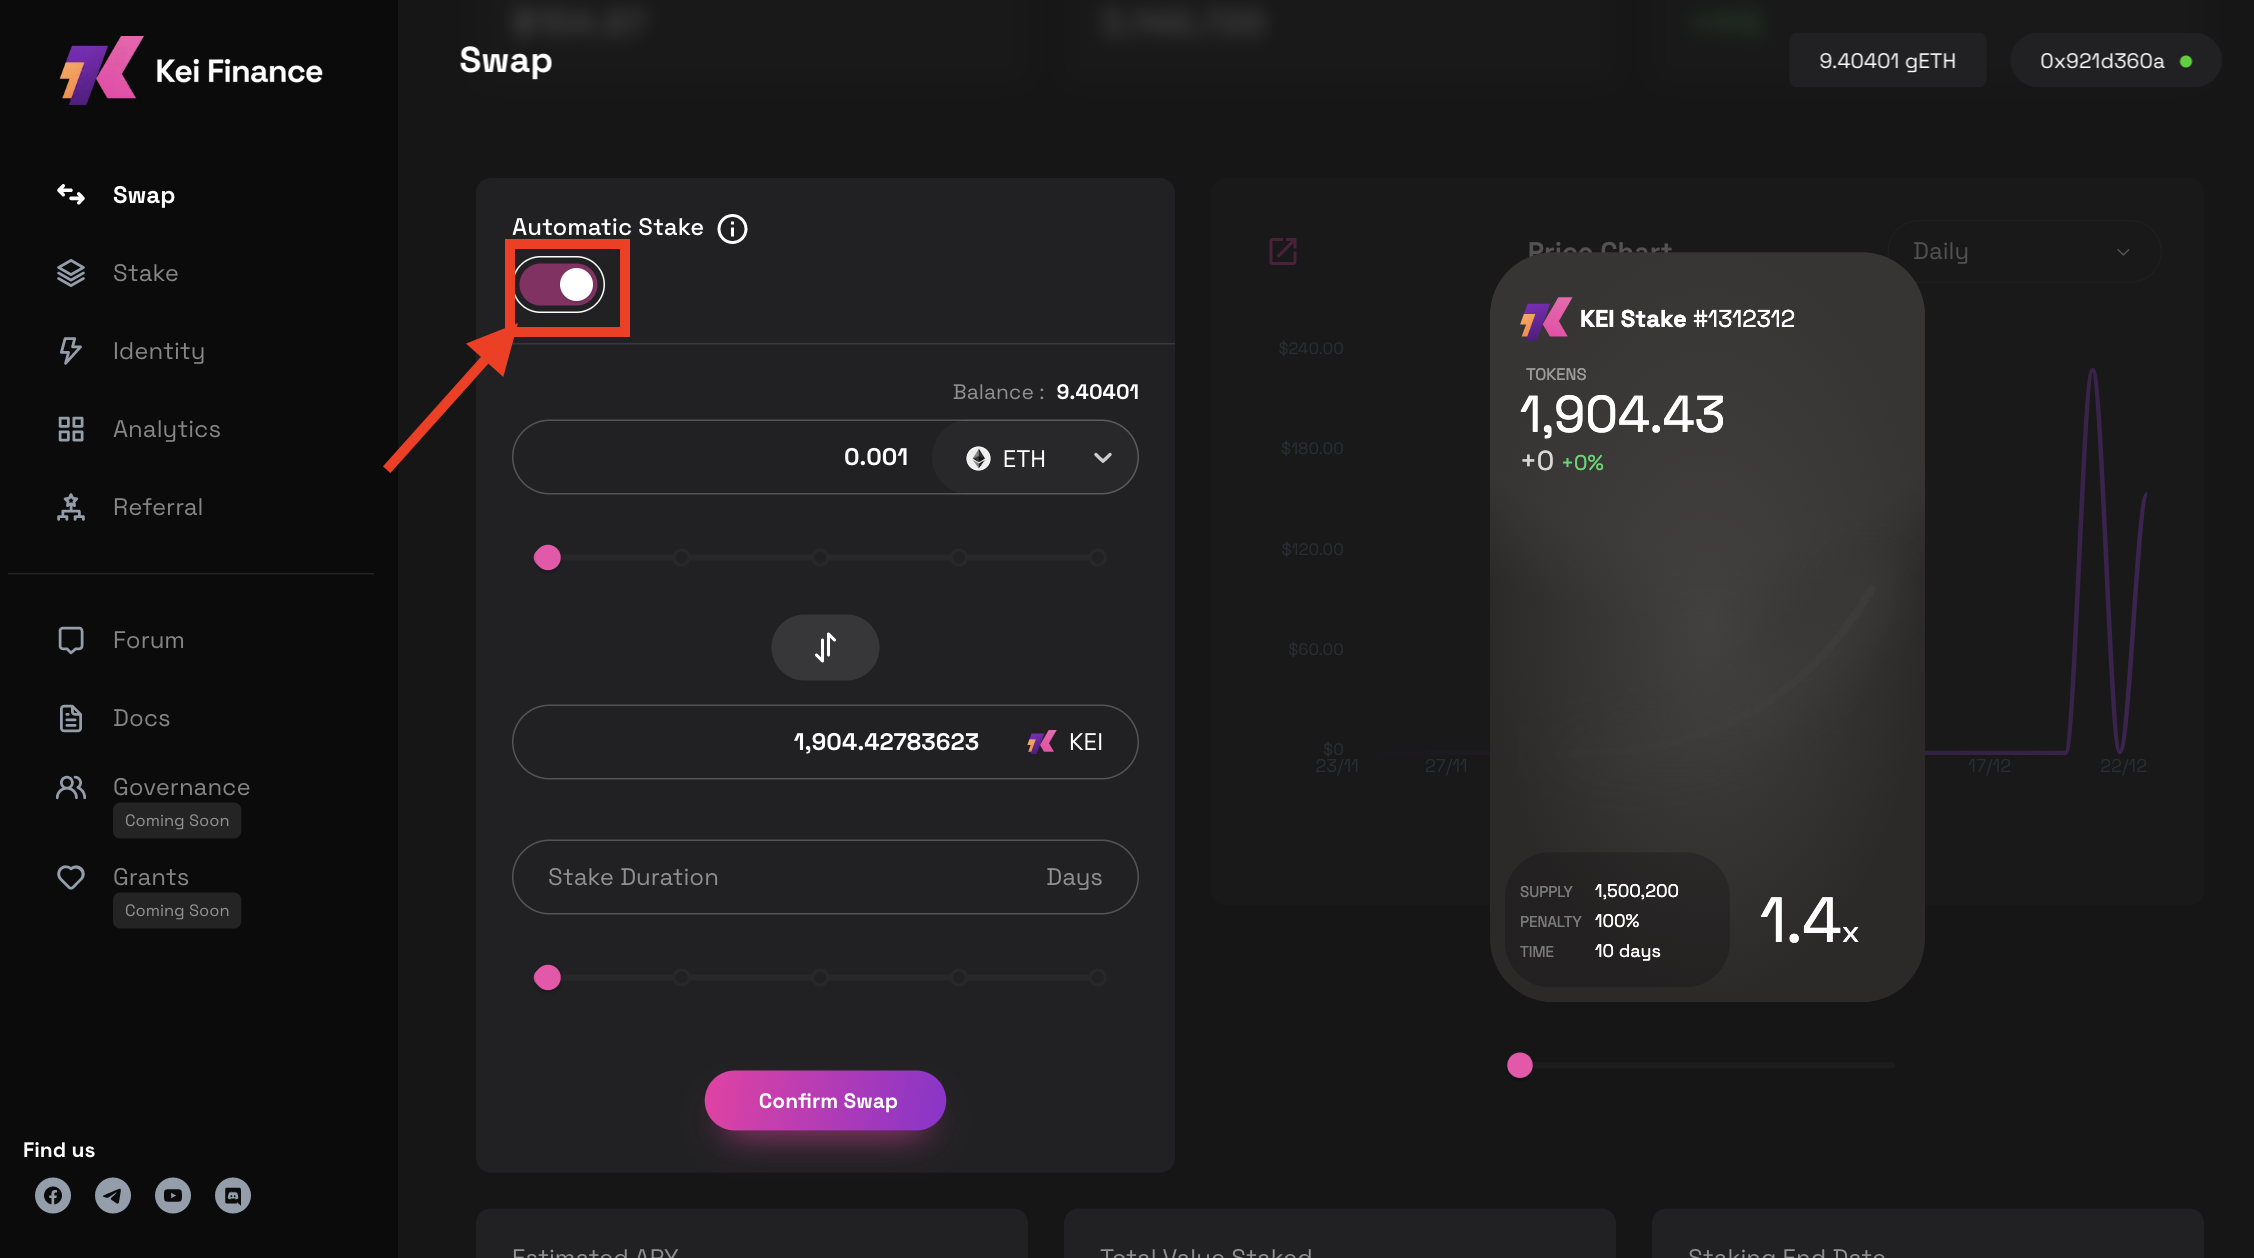 Kei Finance
Swap
Stake
Identity
Analytics
Referral
Forum
Docs
Governance
Coming Soon
Grants
Coming Soon
Find us
Swap
9.40401 gETH
0x921d360a
Automatic Stake
Balance : 9.40401
0.001 ETH
1,904.42783623 KEI
Stake Duration Days
Confirm Swap
Price Chart
Daily
$240.00
$180.00
$120.00
$60.00
$0
23/11 27/11 17/12 22/12
KEI Stake #1312312
TOKENS
1,904.43
+0 +0%
SUPPLY 1,500,200
PENALTY 100%
TIME 10 days
1.4x
Estimated APY
Total Value Staked
Staking End Date